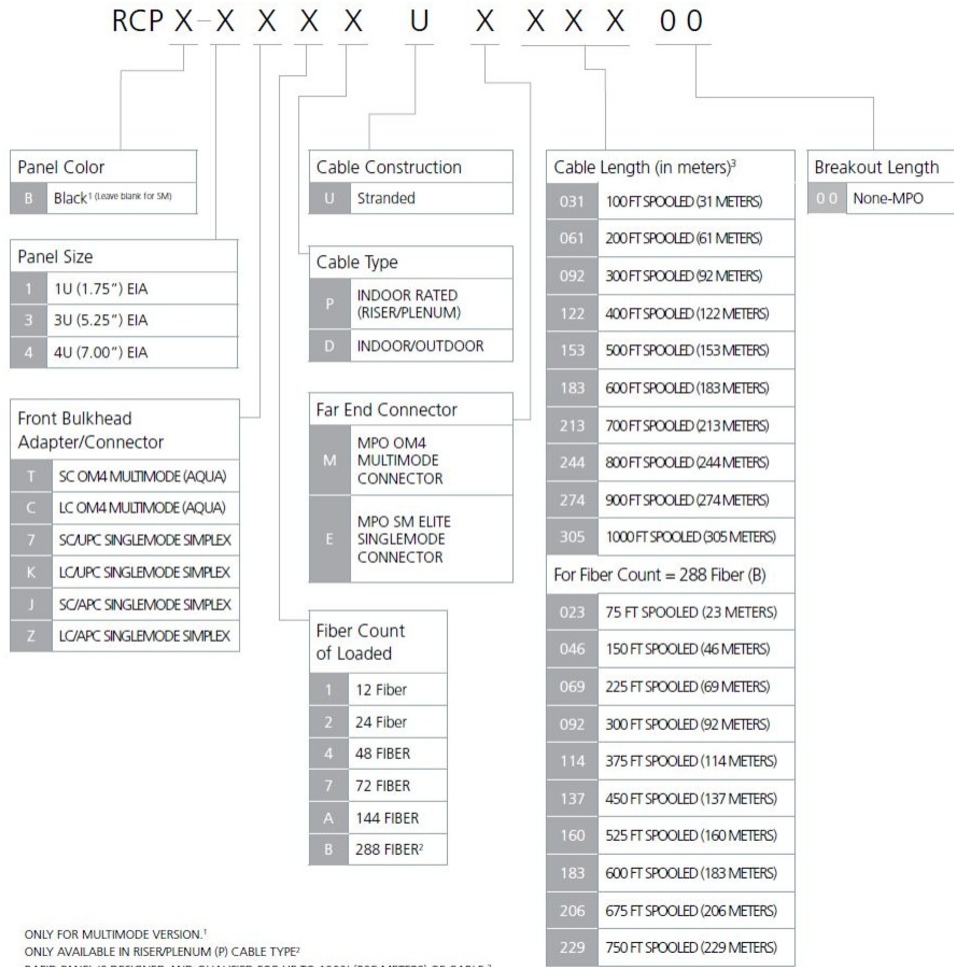 RCP X-X X X X U X X X X 0 0
Panel Color
B Black¹ (Leave blank for SM)
Panel Size
1 1U (1.75”) EIA
3 3U (5.25”) EIA
4 4U (7.00”) EIA
Front Bulkhead
Adapter/Connector
T SC OM4 MULTIMODE (AQUA)
C LC OM4 MULTIMODE (AQUA)
7 SC/UPC SINGLEMODE SIMPLEX
K LC/UPC SINGLEMODE SIMPLEX
J SC/APC SINGLEMODE SIMPLEX
Z LC/APC SINGLEMODE SIMPLEX
Cable Construction
U Stranded
Cable Type
P INDOOR RATED
(RISER/PLENUM)
D INDOOR/OUTDOOR
Far End Connector
M MPO OM4
MULTIMODE
CONNECTOR
E MPO SM ELITE
SINGLEMODE
CONNECTOR
Fiber Count
of Loaded
1 12 Fiber
2 24 Fiber
4 48 FIBER
7 72 FIBER
A 144 FIBER
B 288 FIBER²
Cable Length (in meters)³
031 100 FT SPOOLED (31 METERS)
061 200 FT SPOOLED (61 METERS)
092 300 FT SPOOLED (92 METERS)
122 400 FT SPOOLED (122 METERS)
153 500 FT SPOOLED (153 METERS)
183 600 FT SPOOLED (183 METERS)
213 700 FT SPOOLED (213 METERS)
244 800 FT SPOOLED (244 METERS)
274 900 FT SPOOLED (274 METERS)
305 1000 FT SPOOLED (305 METERS)
For Fiber Count = 288 Fiber (B)
023 75 FT SPOOLED (23 METERS)
046 150 FT SPOOLED (46 METERS)
069 225 FT SPOOLED (69 METERS)
092 300 FT SPOOLED (92 METERS)
114 375 FT SPOOLED (114 METERS)
137 450 FT SPOOLED (137 METERS)
160 525 FT SPOOLED (160 METERS)
183 600 FT SPOOLED (183 METERS)
206 675 FT SPOOLED (206 METERS)
229 750 FT SPOOLED (229 METERS)
Breakout Length
0 0 None-MPO
ONLY FOR MULTIMODE VERSION.¹
ONLY AVAILABLE IN RISER/PLENUM (P) CABLE TYPE²